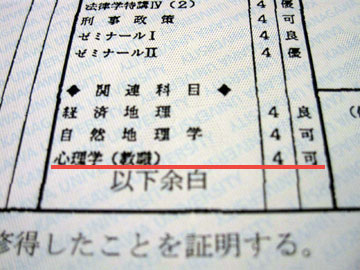 法律学特講Ⅳ（2） 4 優
刑事政策 4 可
ゼミナールⅠ 4 良
ゼミナールⅡ 4 優
◆関連科目◆
経済地理 4 良
自然地理学 4 可
心理学（教職） 4 可
以下余白
修得したことを証明する。